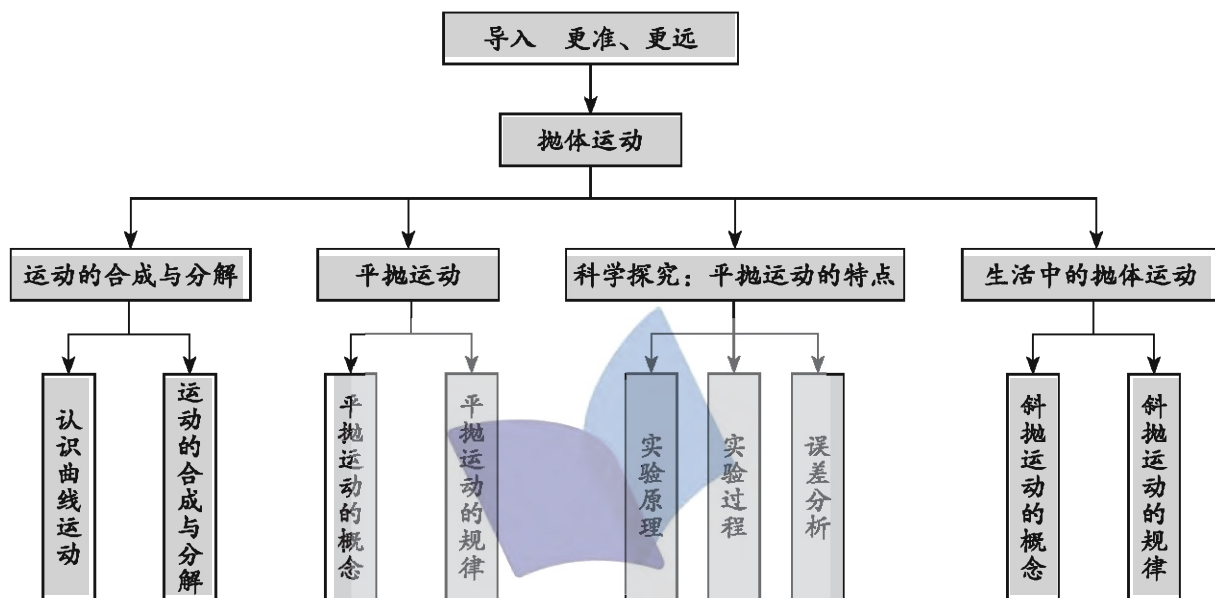 导入 更准、更远
抛体运动
运动的合成与分解
平抛运动
科学探究：平抛运动的特点
生活中的抛体运动
认识曲线运动
运动的合成与分解
平抛运动的概念
平抛运动的规律
实验原理
实验过程
误差分析
斜抛运动的概念
斜抛运动的规律